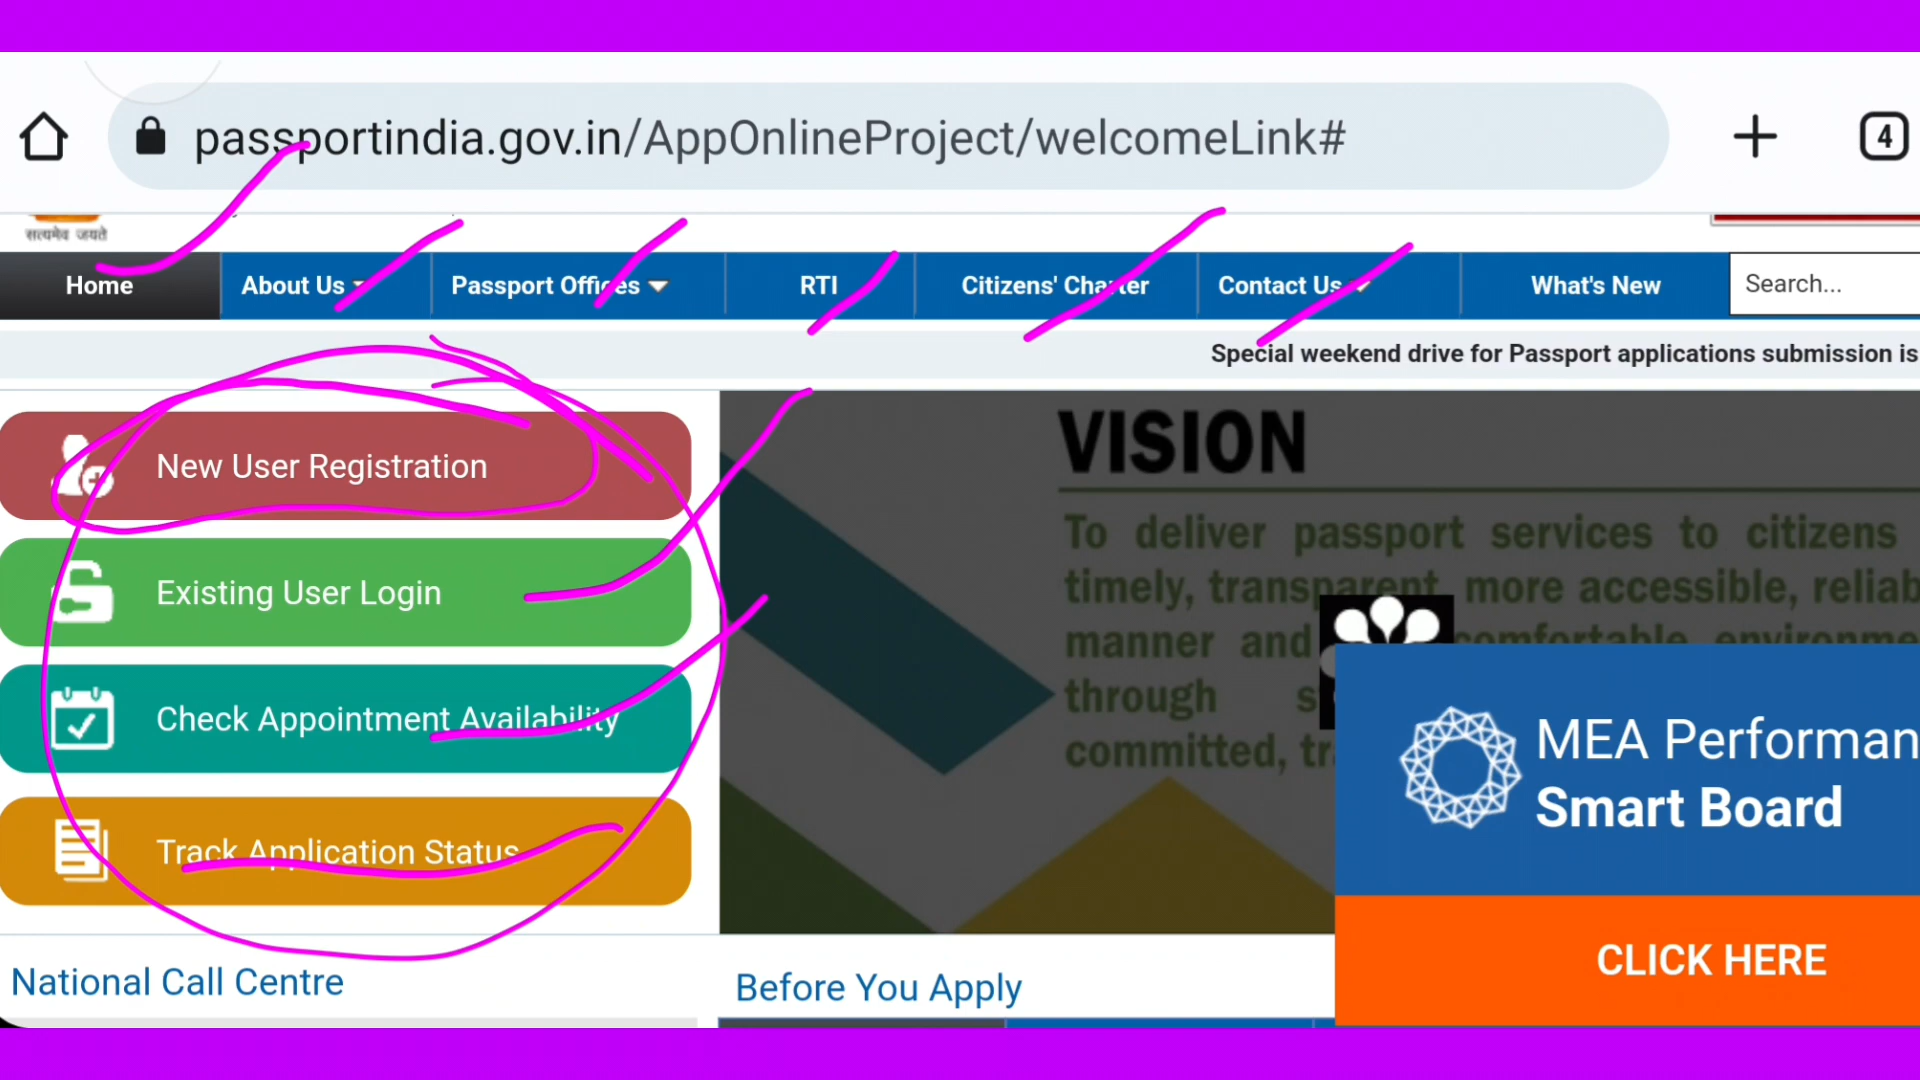 passportindia.gov.in/AppOnlineProject/welcomeLink#
4
सत्यमेव जयते
Home
About Us
Passport Offices
RTI
Citizens' Charter
Contact Us
What's New
Search...
Special weekend drive for Passport applications submission is
New User Registration
Existing User Login
Check Appointment Availability
Track Application Status
VISION
To deliver passport services to citizens
timely, transparent, more accessible, reliab
manner and comfortable environme
through s
committed, tr
MEA Performan
Smart Board
CLICK HERE
National Call Centre
Before You Apply